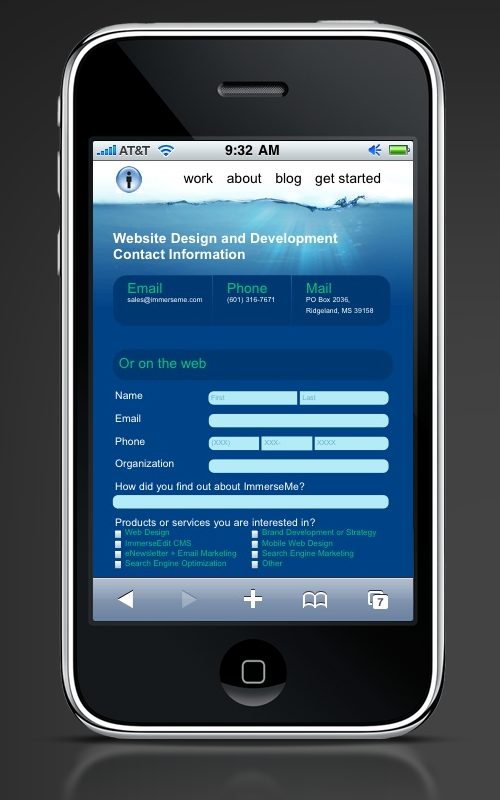 AT&T 9:32 AM
work about blog get started
Website Design and Development
Contact Information
Email Phone Mail
sales@immerseme.com (601) 316-7671 PO Box 2036,
Ridgeland, MS 39158
Or on the web
Name First Last
Email
Phone (XXX) XXX- XXXX
Organization
How did you find out about ImmerseMe?
Products or services you are interested in?
Web Design Brand Development or Strategy
ImmerseEdit CMS Mobile Web Design
eNewsletter + Email Marketing Search Engine Marketing
Search Engine Optimization Other
7